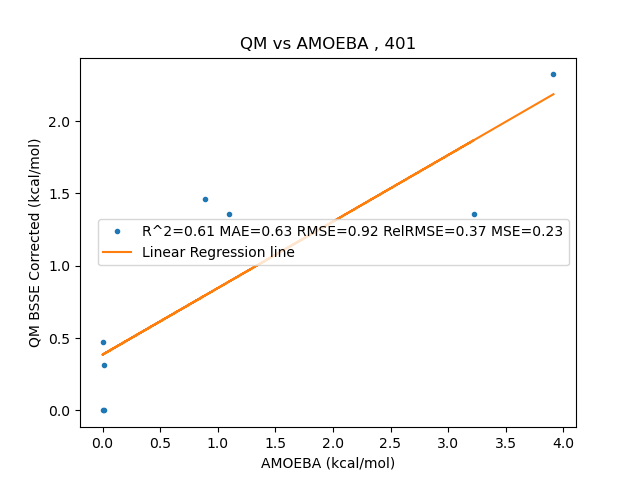 QM vs AMOEBA , 401
QM BSSE Corrected (kcal/mol)
2.0
1.5
1.0
0.5
0.0
R^2=0.61 MAE=0.63 RMSE=0.92 RelRMSE=0.37 MSE=0.23
Linear Regression line
0.0 0.5 1.0 1.5 2.0 2.5 3.0 3.5 4.0
AMOEBA (kcal/mol)